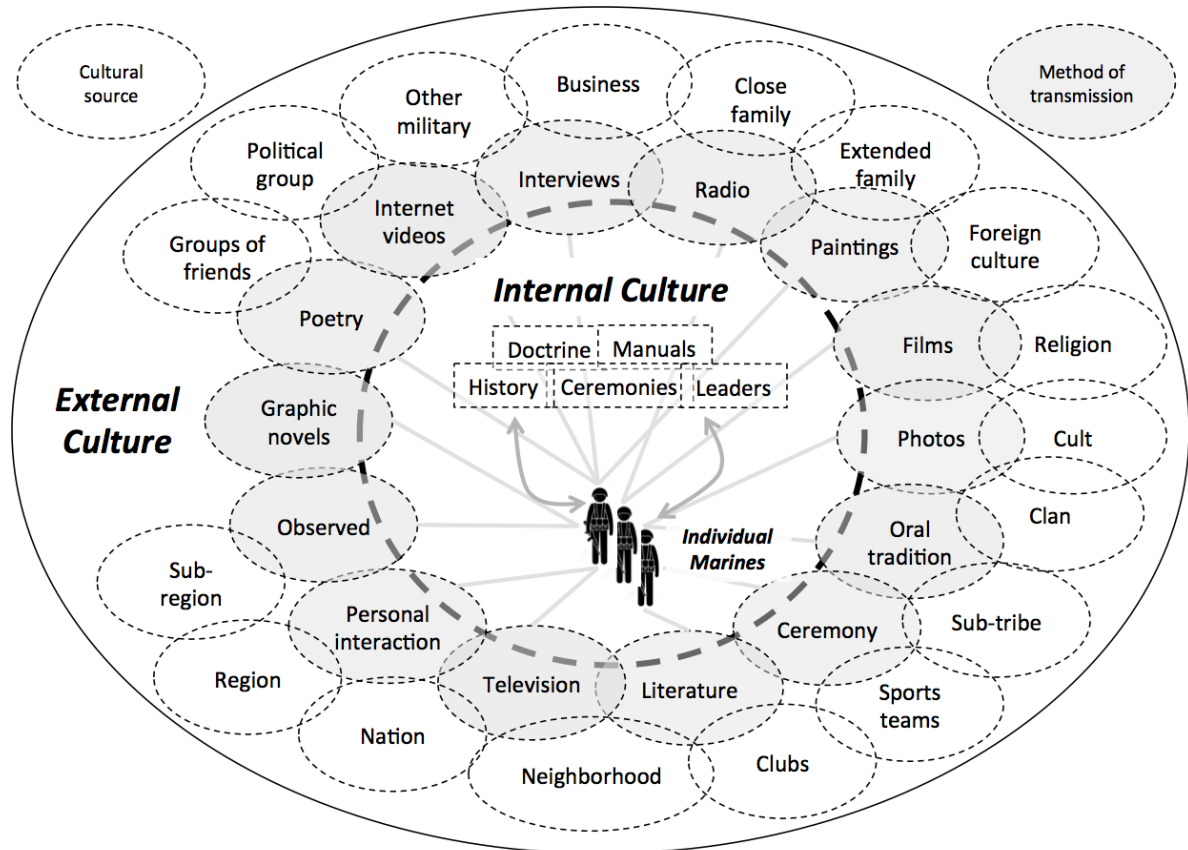 Cultural
source
Other
military
Business
Close
family
Method of
transmission
Political
group
Internet
videos
Interviews
Radio
Extended
family
Groups of
friends
Poetry
Paintings
Foreign
culture
Internal Culture
Doctrine
Manuals
History
Ceremonies
Leaders
Films
Religion
External
Culture
Graphic
novels
Photos
Cult
Observed
Individual
Marines
Oral
tradition
Clan
Sub-
region
Personal
interaction
Ceremony
Sub-tribe
Region
Television
Literature
Sports
teams
Nation
Neighborhood
Clubs